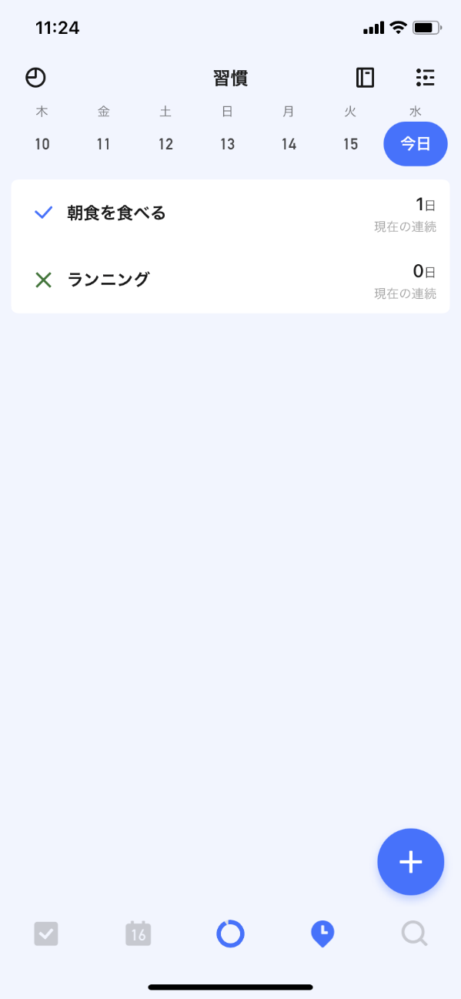 11:24
習慣
木 金 土 日 月 火 水
10 11 12 13 14 15 今日
朝食を食べる
1日
現在の連続
ランニング
0日
現在の連続
16